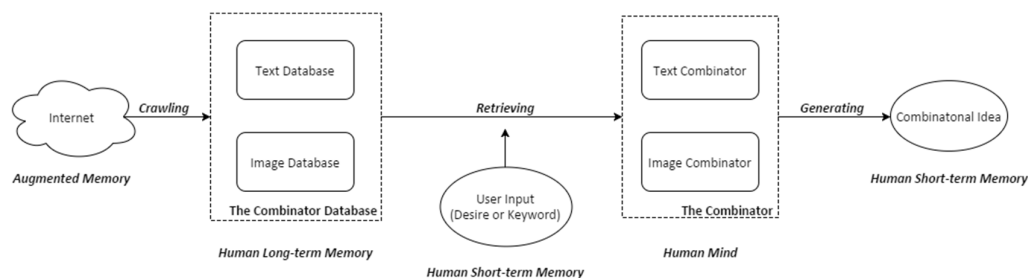 Internet
Augmented Memory
Crawling
Text Database
Image Database
The Combinator Database
Human Long-term Memory
Retrieving
User Input
(Desire or Keyword)
Human Short-term Memory
Text Combinator
Image Combinator
The Combinator
Human Mind
Generating
Combinatonal Idea
Human Short-term Memory